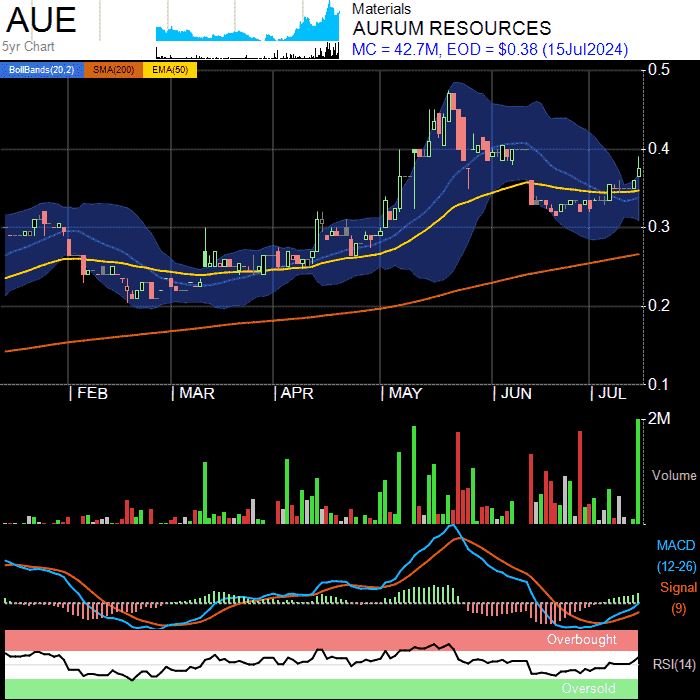 AUE
5yr Chart
Materials
AURUM RESOURCES
MC = 42.7M, EOD = $0.38 (15Jul2024)
BollBands(20,2) SMA(200) EMA(50)
0.5
0.4
0.3
0.2
0.1
FEB MAR APR MAY JUN JUL
2M
Volume
MACD
(12-26)
Signal
(9)
Overbought
RSI(14)
Oversold